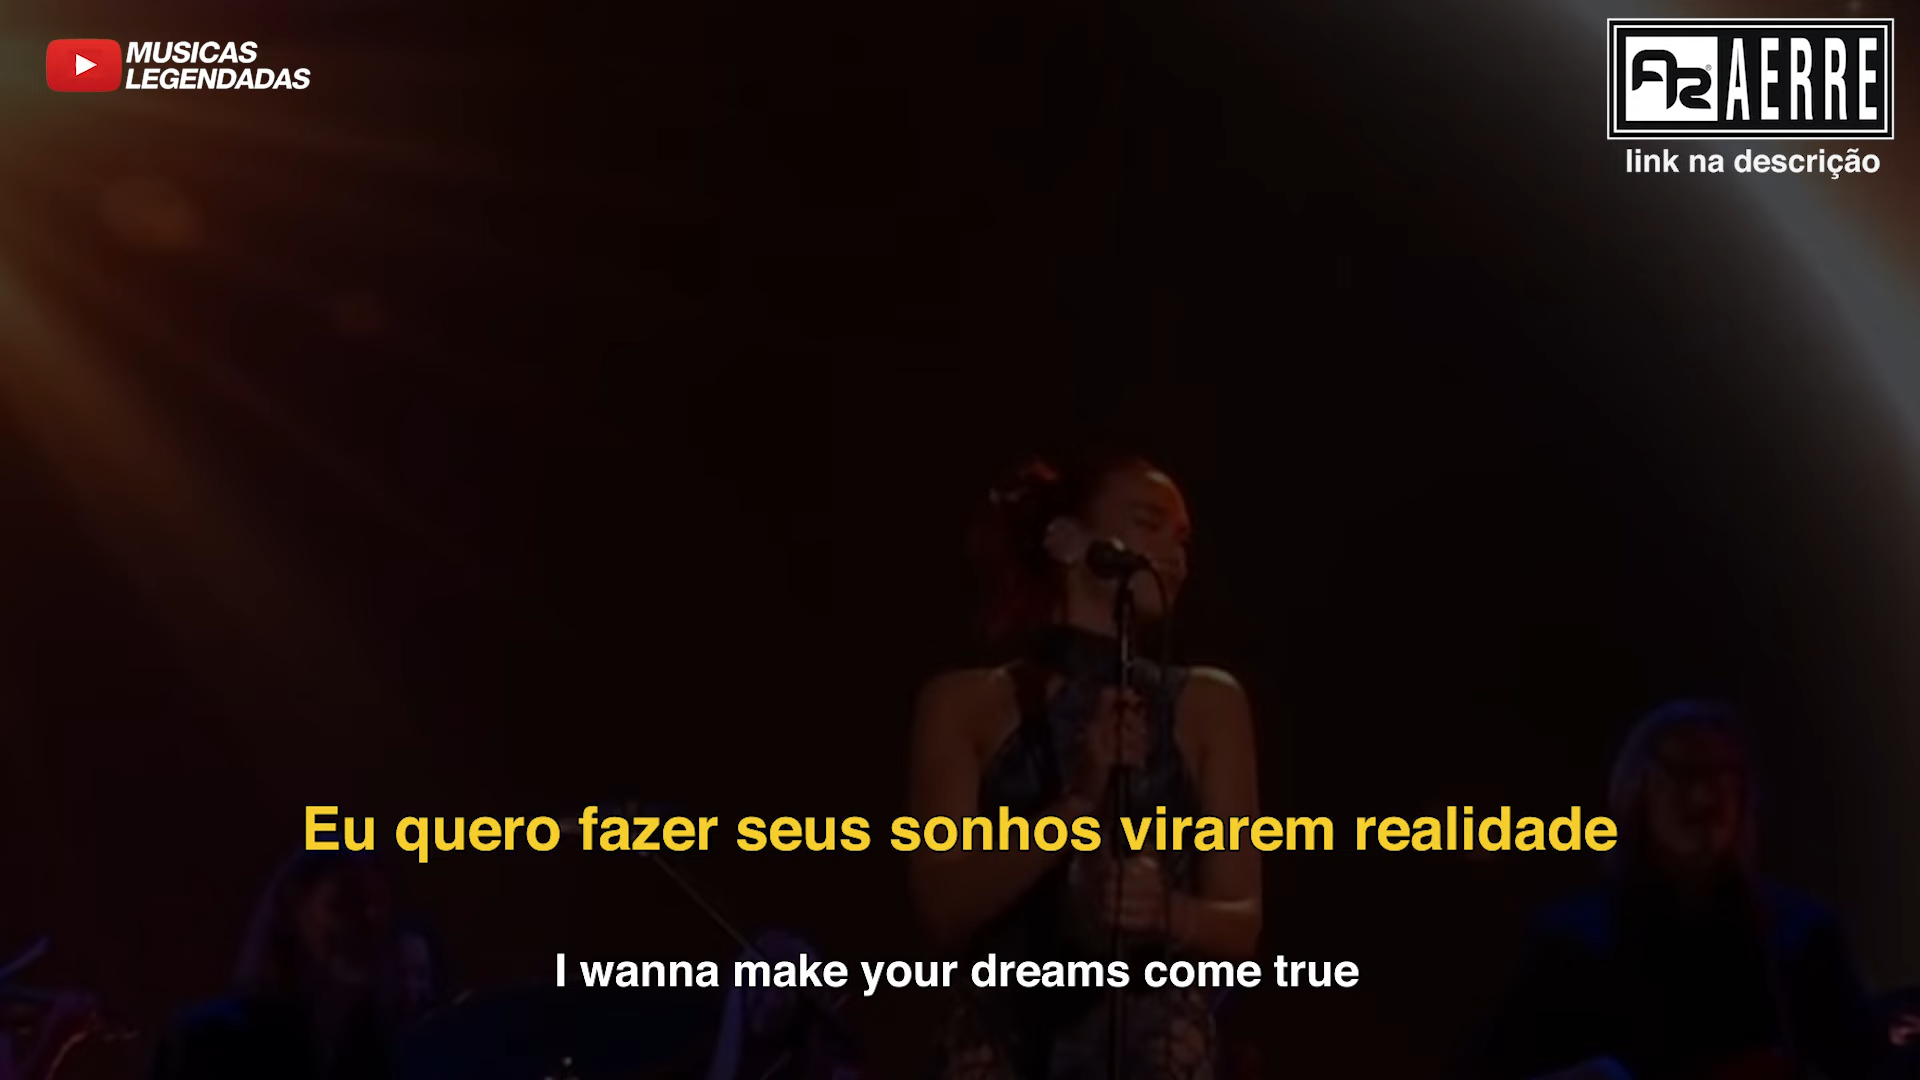 MUSICAS
LEGENDADAS
AR AERRE
link na descrição
Eu quero fazer seus sonhos virarem realidade
I wanna make your dreams come true